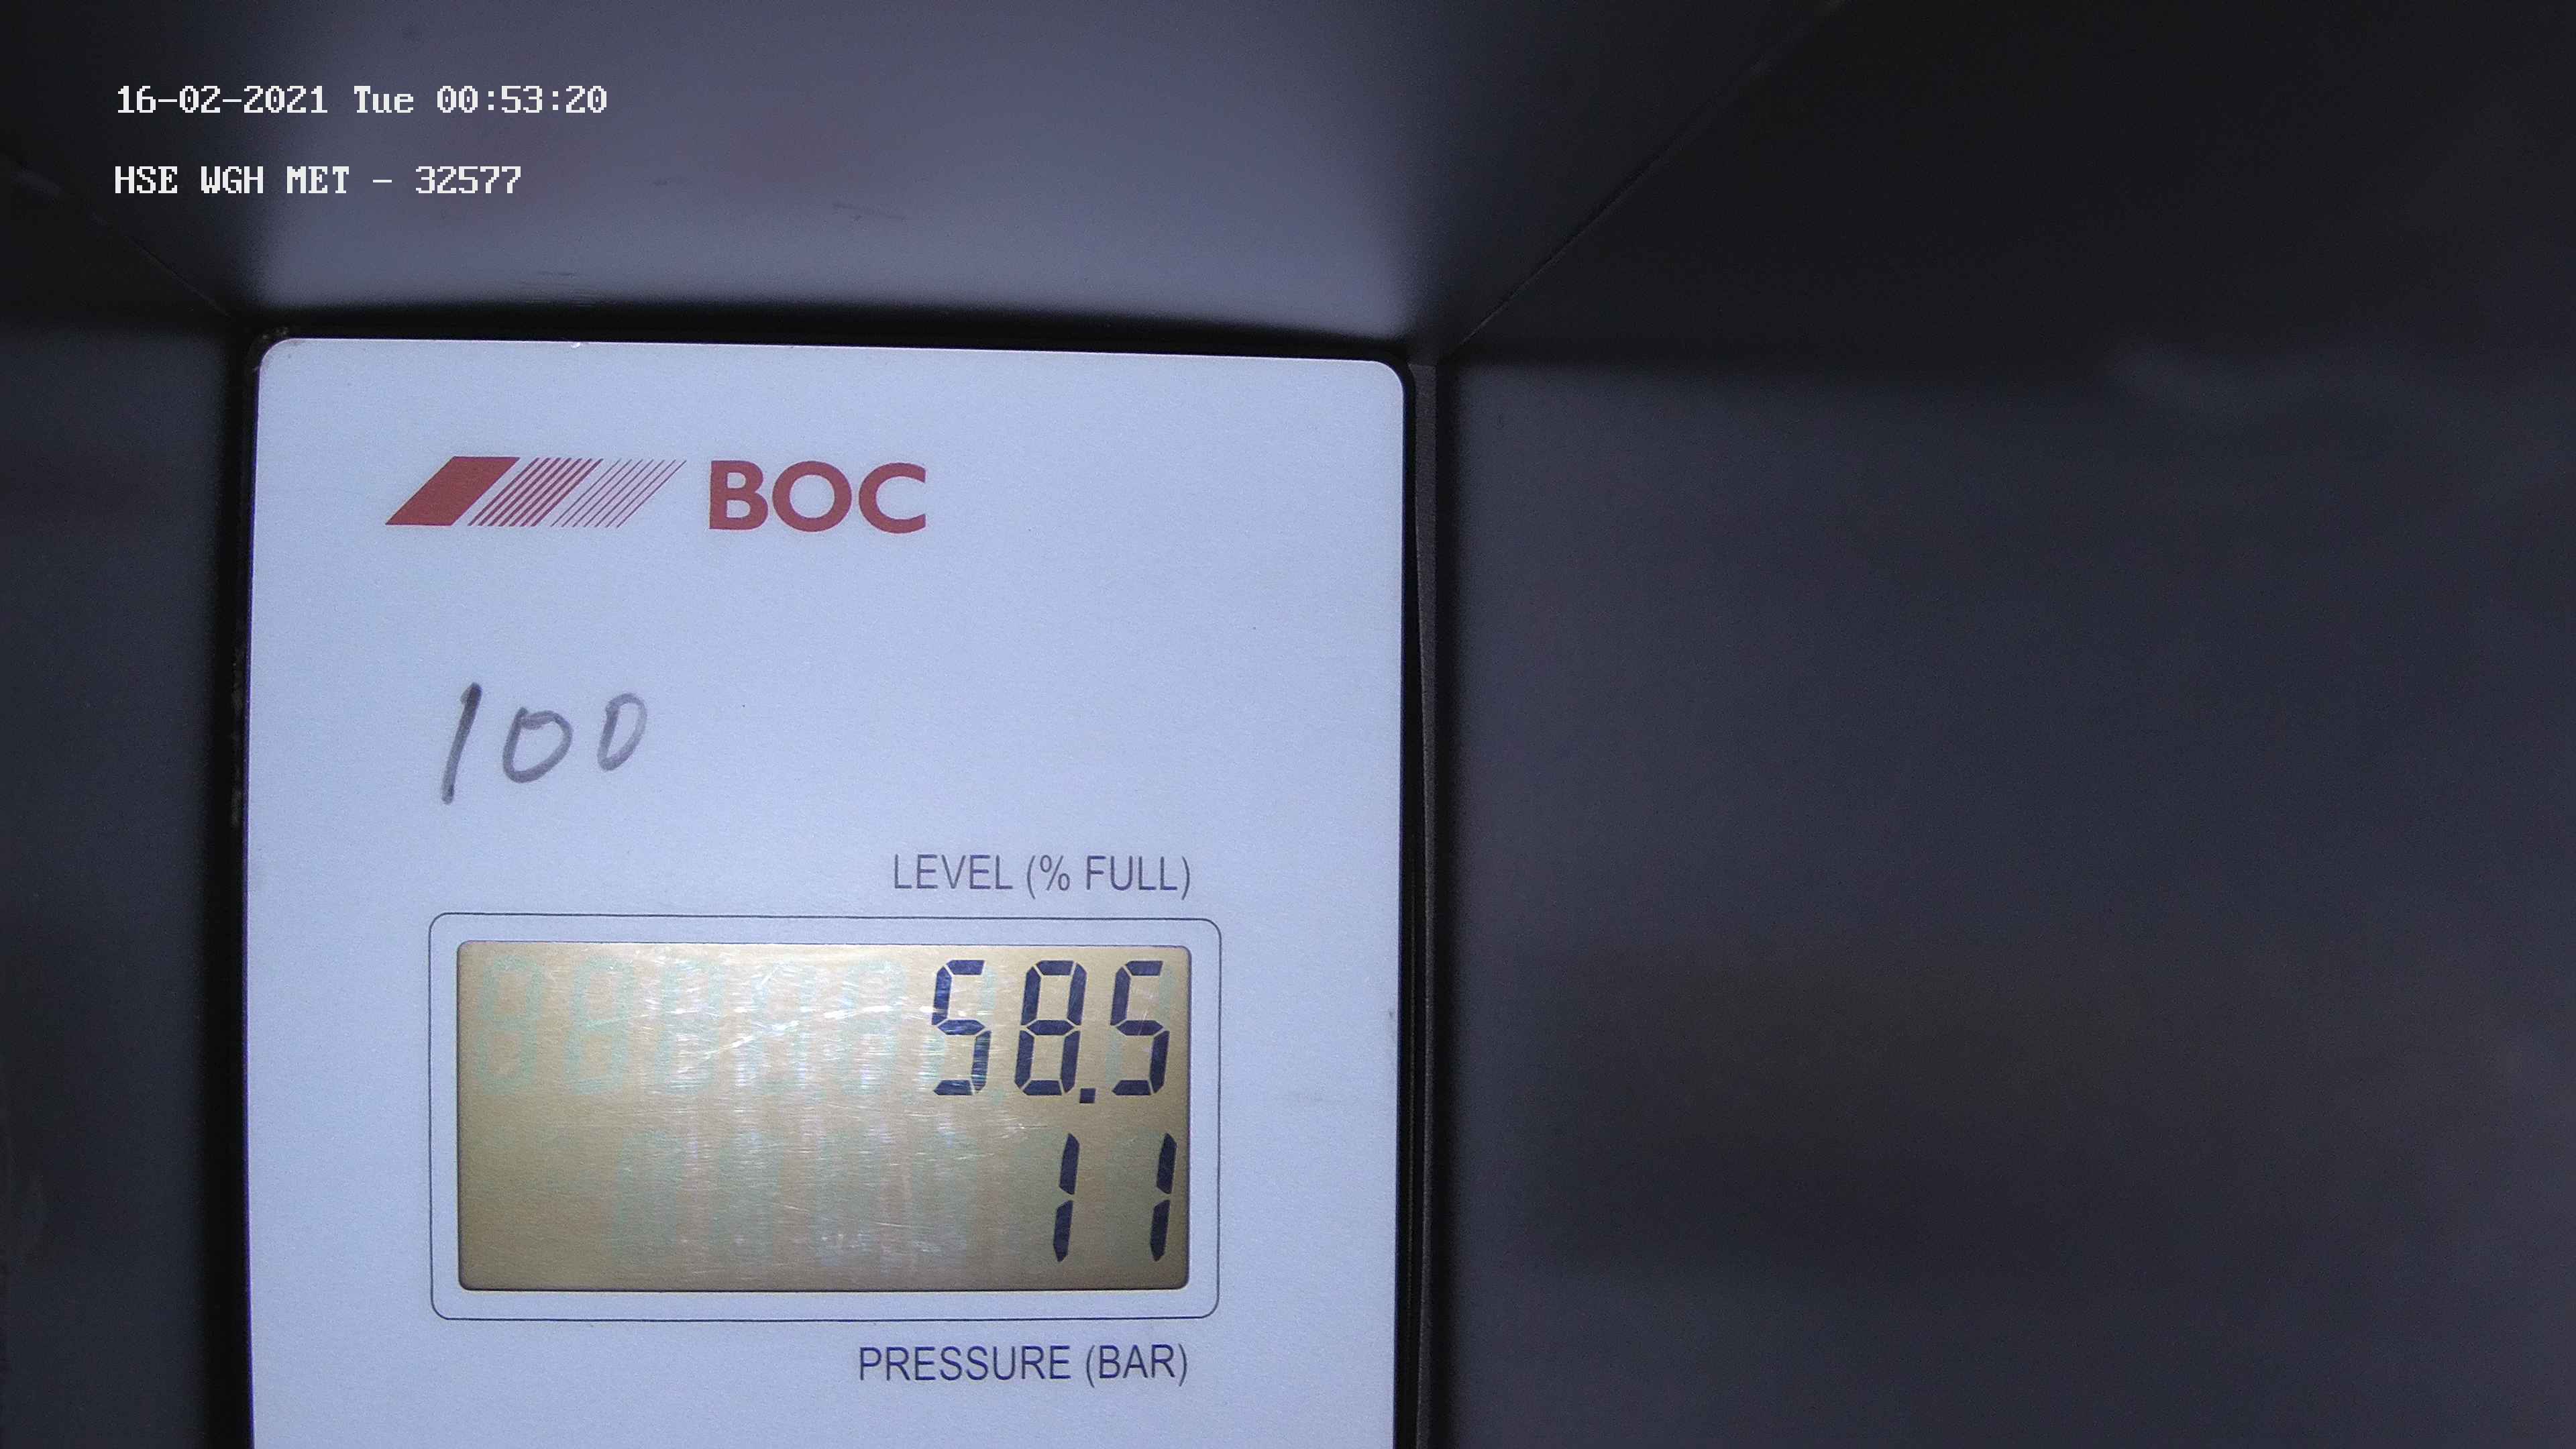 16-02-2021 Tue 00:53:20
HSE WGH MET - 32577
BOC
100
LEVEL (% FULL)
58.5
11
PRESSURE (BAR)